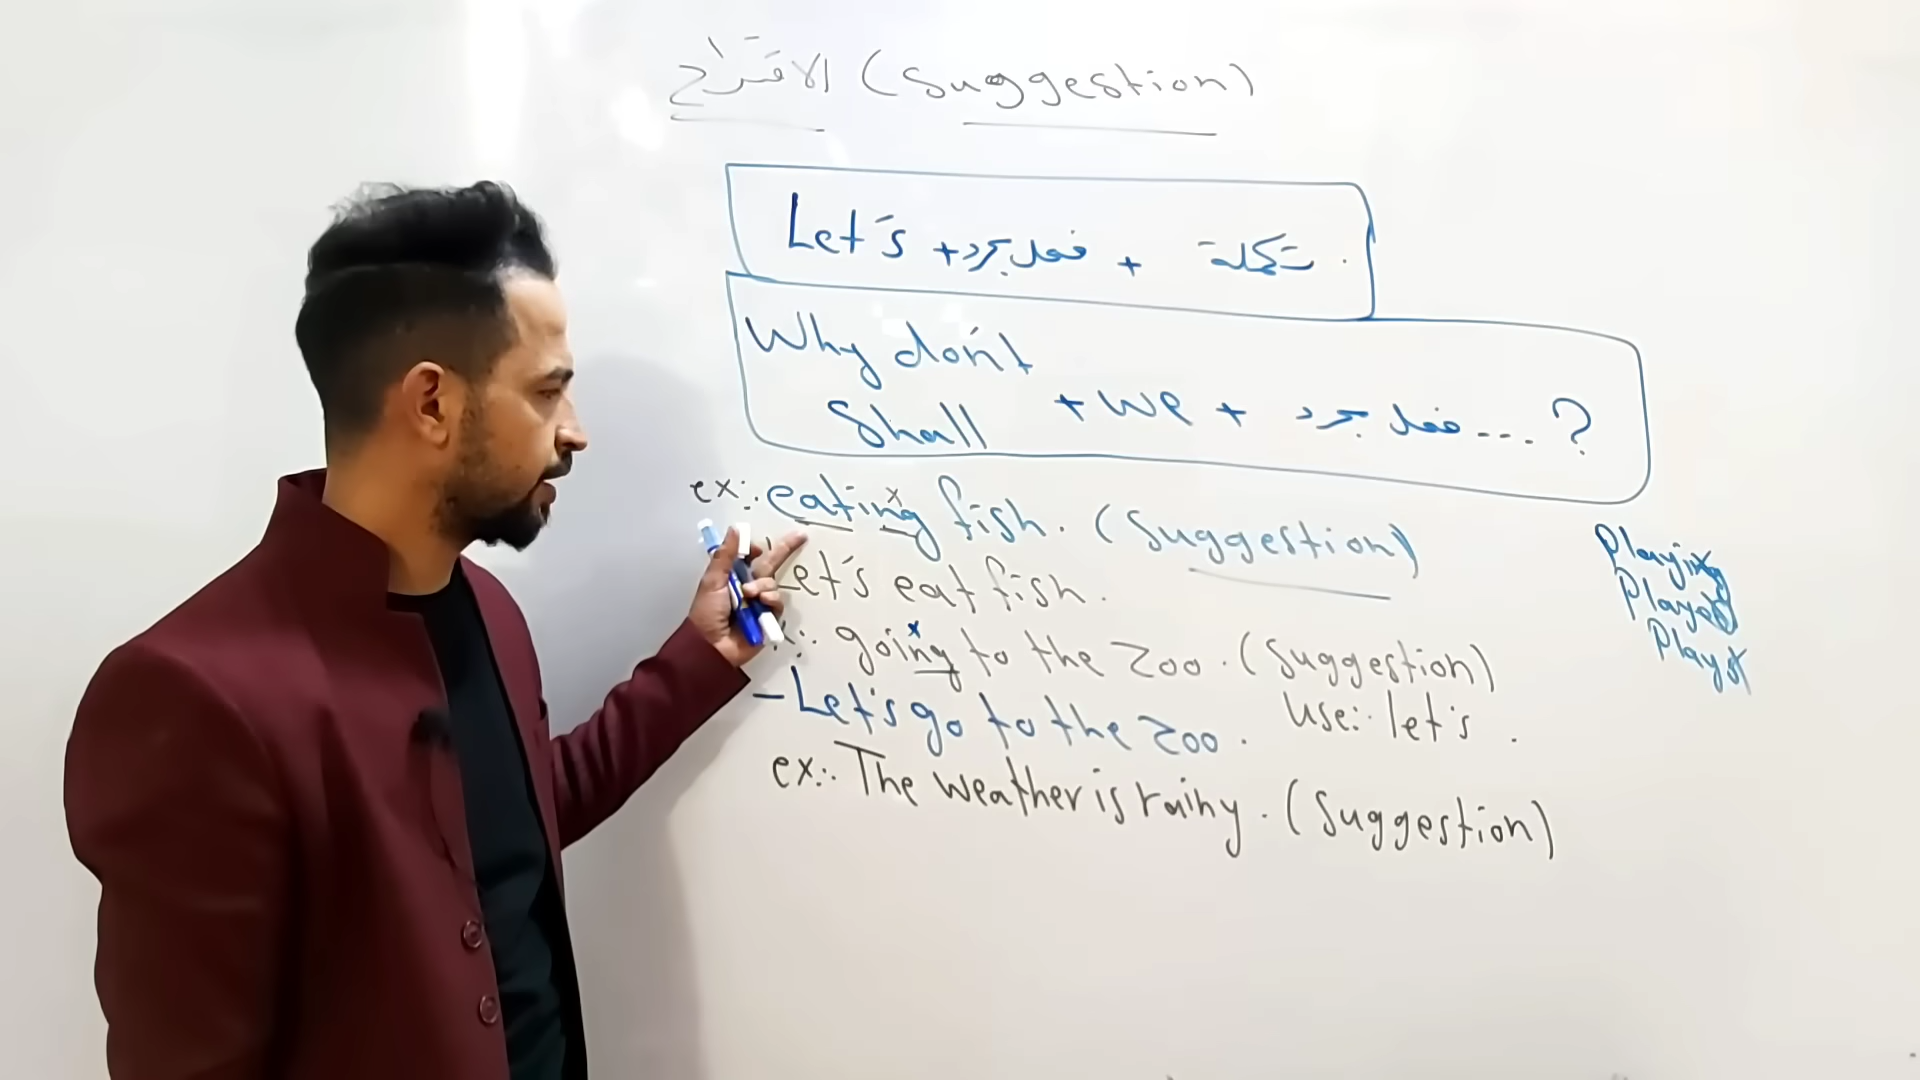 الاقتراح (Suggestion)
Let's + فعل مجرد + تكملة .
Why don't
Shall + we + فعل مجرد ... ?
ex:. eating fish. (Suggestion)
Let's eat fish.
x:. going to the Zoo. (Suggestion)
- Let's go to the Zoo. Use:. let's .
ex:. The weather is rainy. (Suggestion)
Playing
Played
Plays